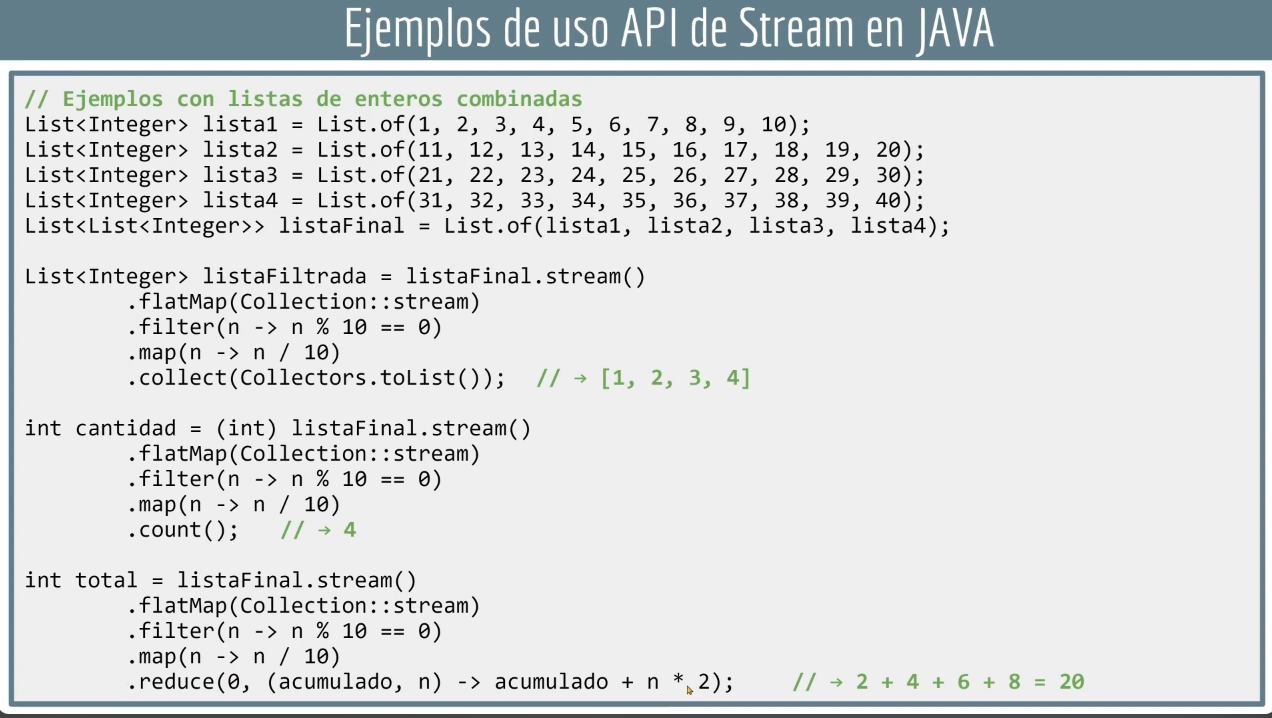 Ejemplos de uso API de Stream en JAVA
// Ejemplos con listas de enteros combinadas
List<Integer> lista1 = List.of(1, 2, 3, 4, 5, 6, 7, 8, 9, 10);
List<Integer> lista2 = List.of(11, 12, 13, 14, 15, 16, 17, 18, 19, 20);
List<Integer> lista3 = List.of(21, 22, 23, 24, 25, 26, 27, 28, 29, 30);
List<Integer> lista4 = List.of(31, 32, 33, 34, 35, 36, 37, 38, 39, 40);
List<List<Integer>> listaFinal = List.of(lista1, lista2, lista3, lista4);
List<Integer> listaFiltrada = listaFinal.stream()
.flatMap(Collection::stream)
.filter(n -> n % 10 == 0)
.map(n -> n / 10)
.collect(Collectors.toList()); // → [1, 2, 3, 4]
int cantidad = (int) listaFinal.stream()
.flatMap(Collection::stream)
.filter(n -> n % 10 == 0)
.map(n -> n / 10)
.count(); // → 4
int total = listaFinal.stream()
.flatMap(Collection::stream)
.filter(n -> n % 10 == 0)
.map(n -> n / 10)
.reduce(0, (acumulado, n) -> acumulado + n * 2); // → 2 + 4 + 6 + 8 = 20